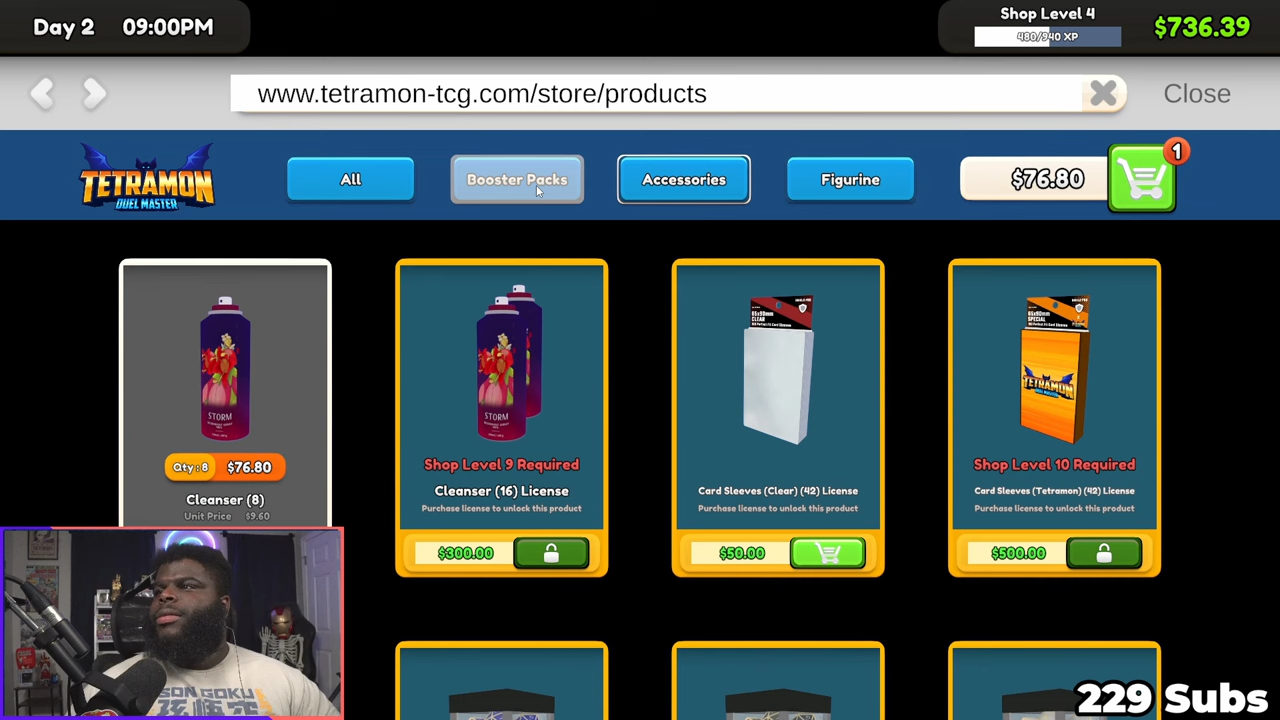 Day 2 09:00PM
Shop Level 4
480/940 XP
$736.39
www.tetramon-tcg.com/store/products
Close
TETRAMON
DUEL MASTER
All
Booster Packs
Accessories
Figurine
$76.80
1
STORM
Qty : 8 $76.80
Cleanser (8)
Unit Price $9.60
STORM
Shop Level 9 Required
Cleanser (16) License
Purchase license to unlock this product
$300.00
CLEAR
Card Sleeves (Clear) (42) License
Purchase license to unlock this product
$50.00
SPECIAL
TETRAMON
Shop Level 10 Required
Card Sleeves (Tetramon) (42) License
Purchase license to unlock this product
$500.00
SON GOKU
229 Subs